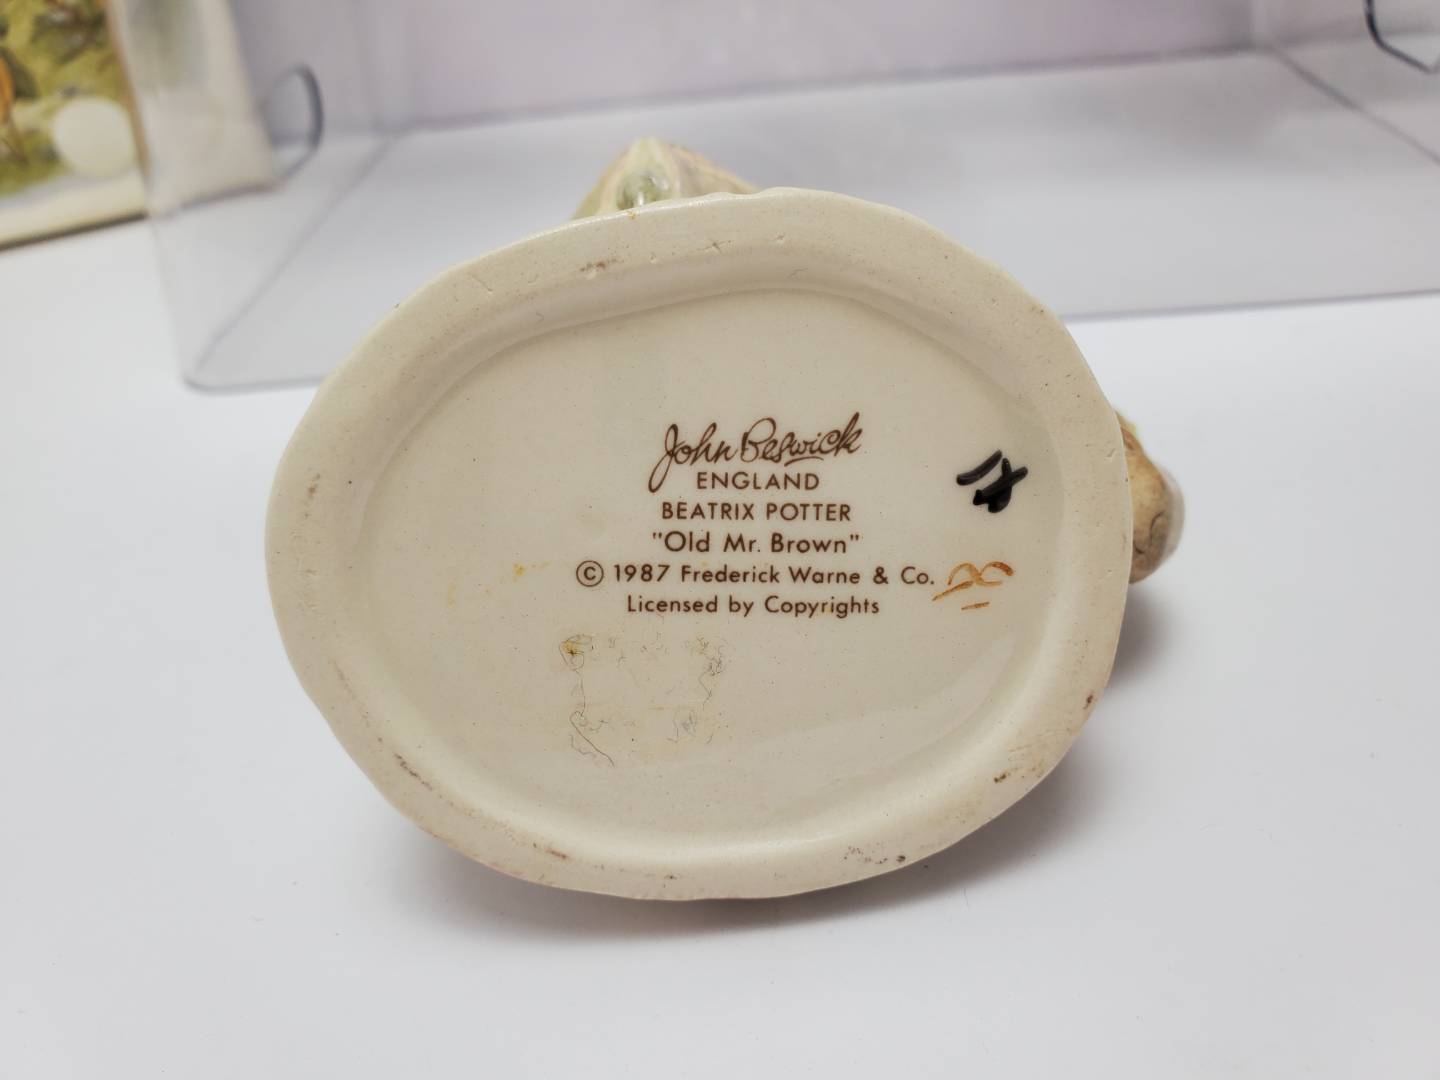 John Beswick
ENGLAND
BEATRIX POTTER
"Old Mr. Brown"
© 1987 Frederick Warne & Co.
Licensed by Copyrights